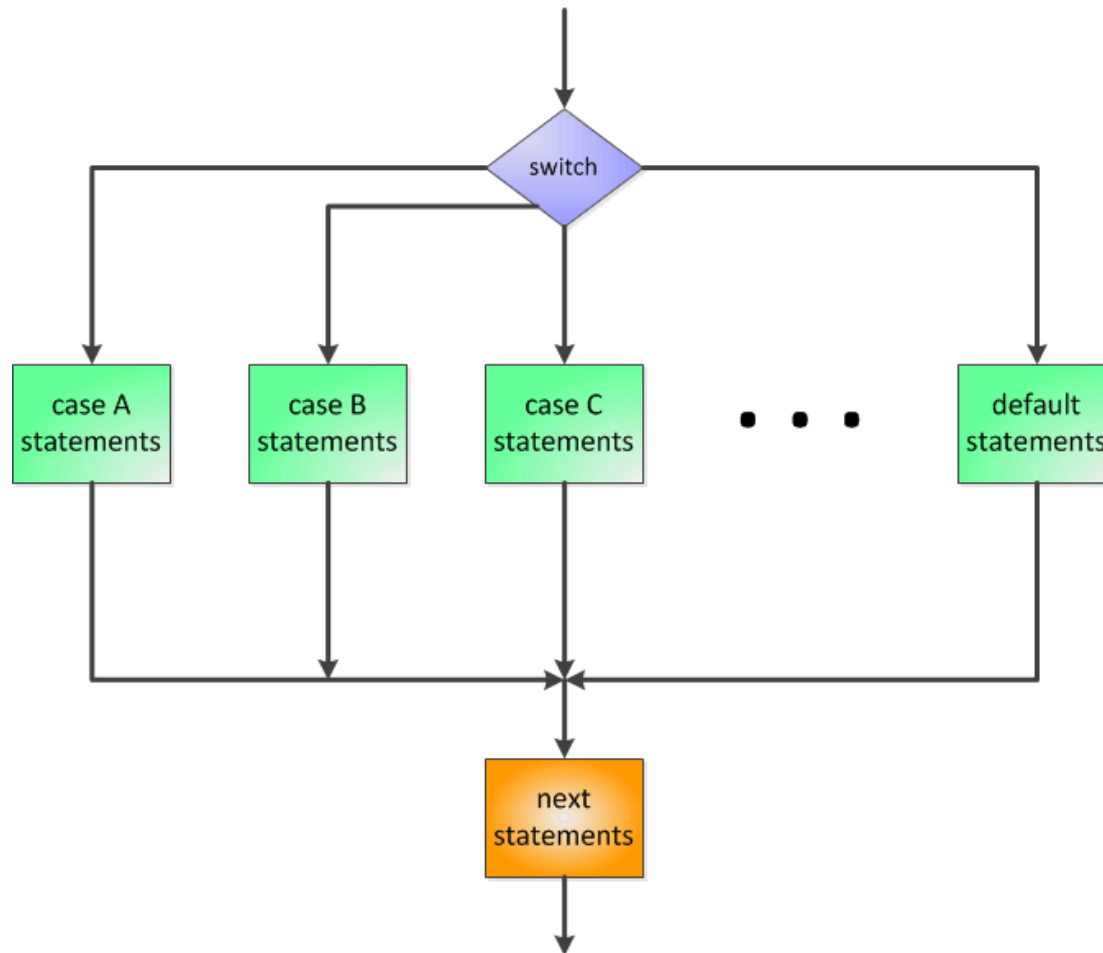 switch
case A
statements
case B
statements
case C
statements
default
statements
next
statements